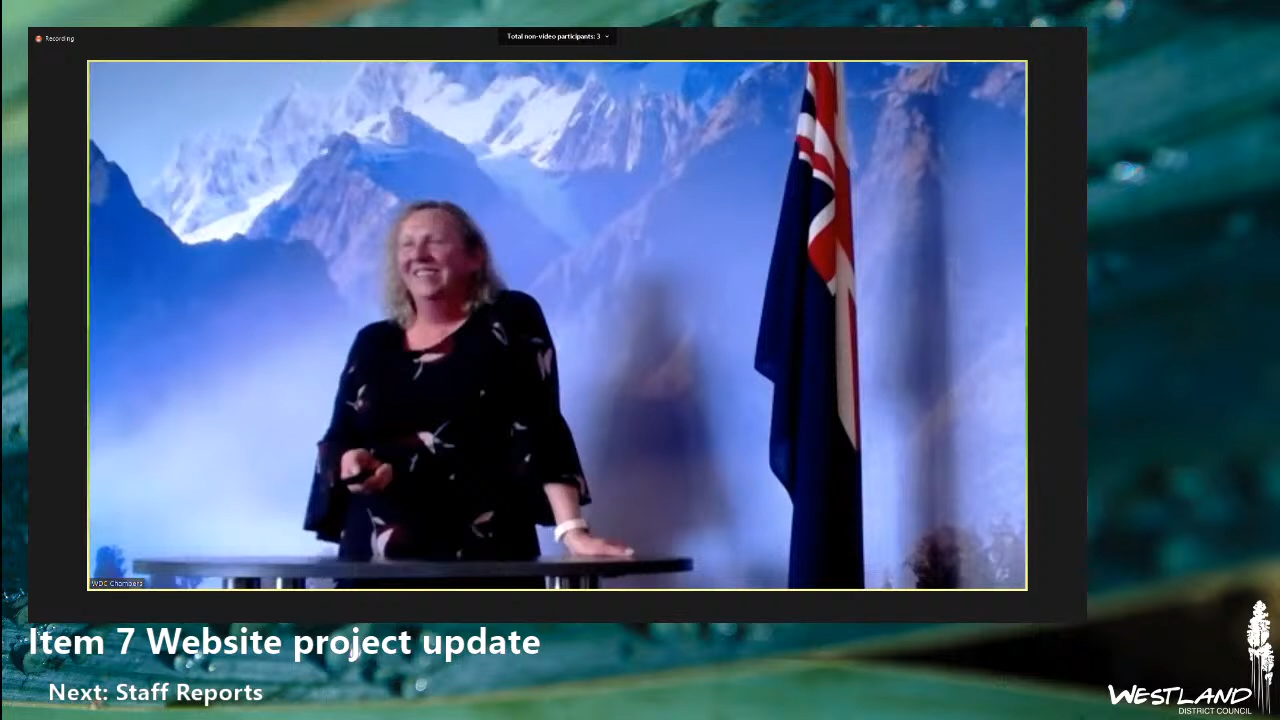 Recording
Total non-video participants: 3
WDC Chambers
Item 7 Website project update
Next: Staff Reports
WESTLAND
DISTRICT COUNCIL